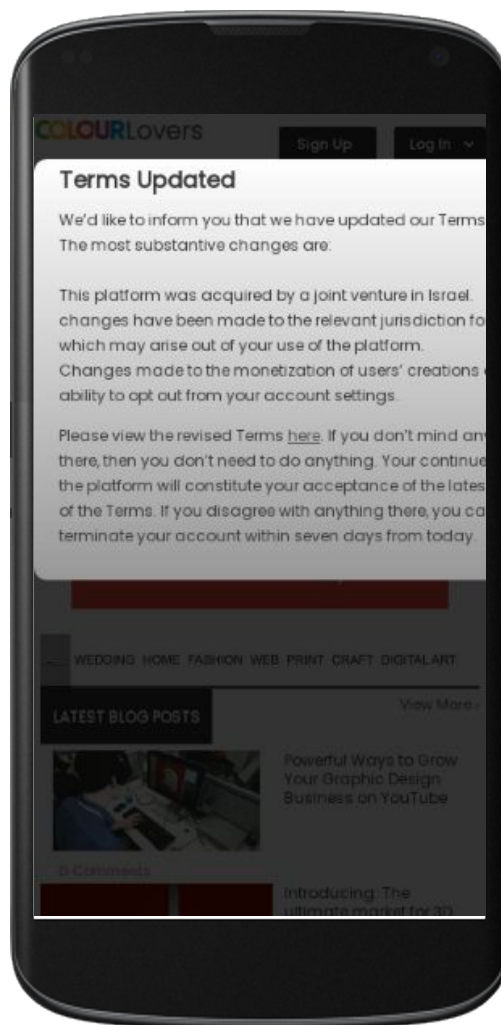 COLOURLovers
Sign Up
Log In
Terms Updated
We'd like to inform you that we have updated our Terms
The most substantive changes are:
This platform was acquired by a joint venture in Israel.
changes have been made to the relevant jurisdiction fo
which may arise out of your use of the platform.
Changes made to the monetization of users' creations
ability to opt out from your account settings.
Please view the revised Terms here. If you don't mind an
there, then you don't need to do anything. Your continue
the platform will constitute your acceptance of the lates
of the Terms. If you disagree with anything there, you ca
terminate your account within seven days from today.
WEDDING HOME FASHION WEB PRINT CRAFT DIGITAL ART
View More
LATEST BLOG POSTS
Powerful Ways to Grow
Your Graphic Design
Business on YouTube
0 Comments
Introducing: The
ultimate market for 3D